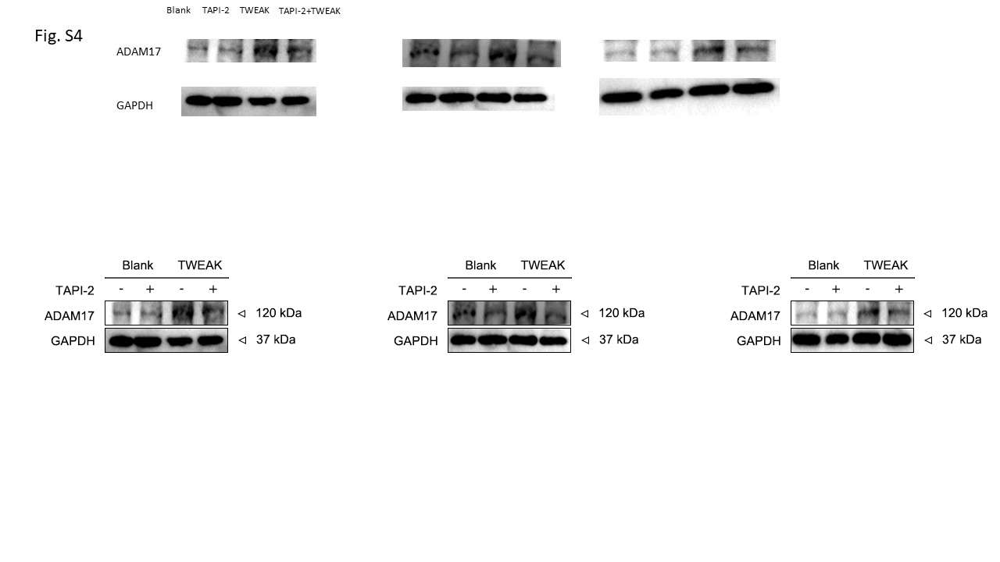 Blank TAPI-2 TWEAK TAPI-2+TWEAK
Fig. S4
ADAM17
GAPDH
Blank TWEAK
TAPI-2 - + - +
ADAM17 ◁ 120 kDa
GAPDH ◁ 37 kDa
Blank TWEAK
TAPI-2 - + - +
ADAM17 ◁ 120 kDa
GAPDH ◁ 37 kDa
Blank TWEAK
TAPI-2 - + - +
ADAM17 ◁ 120 kDa
GAPDH ◁ 37 kDa